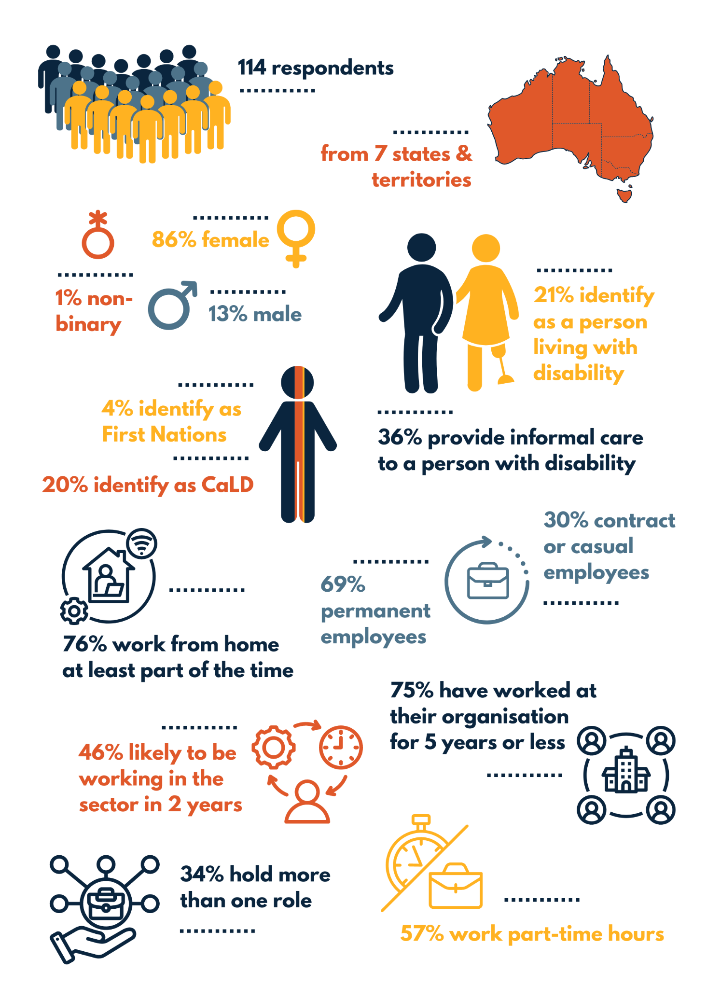 114 respondents
from 7 states &
territories
86% female
1% non-
binary
13% male
21% identify
as a person
living with
disability
4% identify as
First Nations
20% identify as CaLD
36% provide informal care
to a person with disability
76% work from home
at least part of the time
69%
permanent
employees
30% contract
or casual
employees
75% have worked at
their organisation
for 5 years or less
46% likely to be
working in the
sector in 2 years
34% hold more
than one role
57% work part-time hours